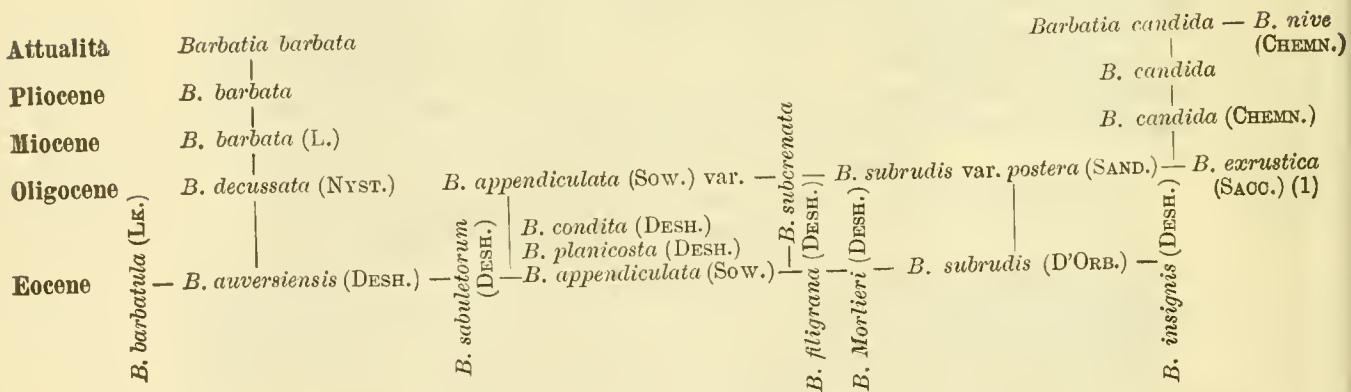 Attualità Barbatia barbata Barbatia candida — B. nive
(CHEMN.)
Pliocene B. barbata B. candida
Miocene B. barbata (L.) B. candida (CHEMN.)
Oligocene B. decussata (NYST.) B. appendiculata (SOW.) var. — B. subcrenata — B. subrudis var. postera (SAND.) — B. exrustica
(SACC.) (1)
B. condita (DESH.)
B. planicosta (DESH.)
Eocene B. barbatula (LK.) — B. auversiensis (DESH.) — B. sabuletorum (DESH.) — B. appendiculata (SOW.) — B. filigrana (DESH.) — B. Morlieri (DESH.) — B. subrudis (D'ORB.) — B. insignis (DESH.)